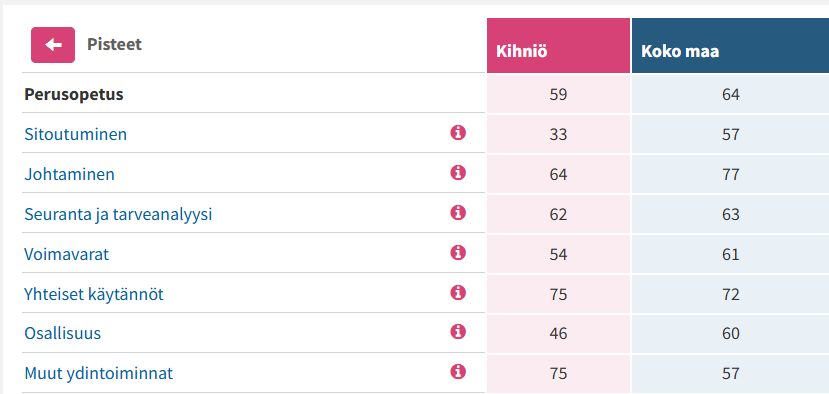 Pisteet Kihniö Koko maa
Perusopetus 59 64
Sitoutuminen 33 57
Johtaminen 64 77
Seuranta ja tarveanalyysi 62 63
Voimavarat 54 61
Yhteiset käytännöt 75 72
Osallisuus 46 60
Muut ydintoiminnat 75 57